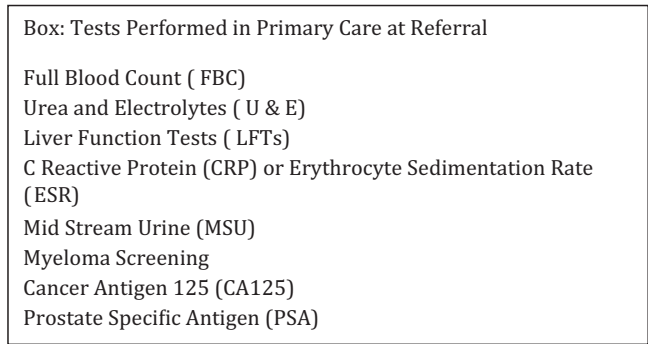 Box: Tests Performed in Primary Care at Referral
Full Blood Count ( FBC)
Urea and Electrolytes ( U & E)
Liver Function Tests ( LFTs)
C Reactive Protein (CRP) or Erythrocyte Sedimentation Rate
(ESR)
Mid Stream Urine (MSU)
Myeloma Screening
Cancer Antigen 125 (CA125)
Prostate Specific Antigen (PSA)